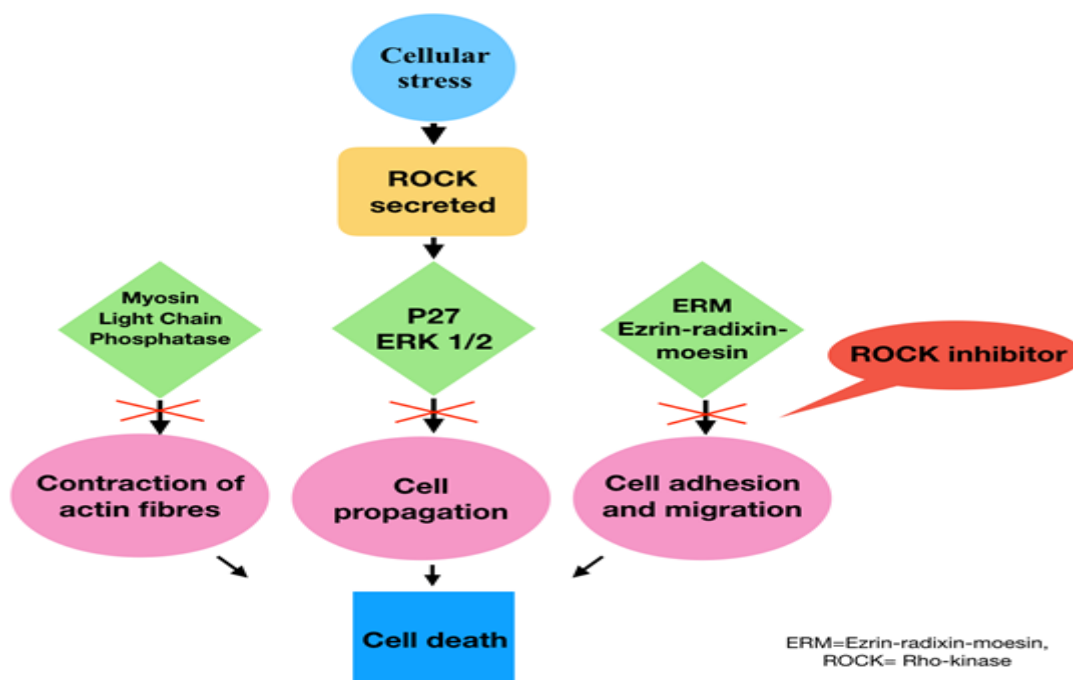 Cellular
stress
ROCK
secreted
Myosin
Light Chain
Phosphatase
P27
ERK 1/2
ERM
Ezrin-radixin-
moesin
ROCK inhibitor
Contraction of
actin fibres
Cell
propagation
Cell adhesion
and migration
Cell death
ERM=Ezrin-radixin-moesin,
ROCK= Rho-kinase